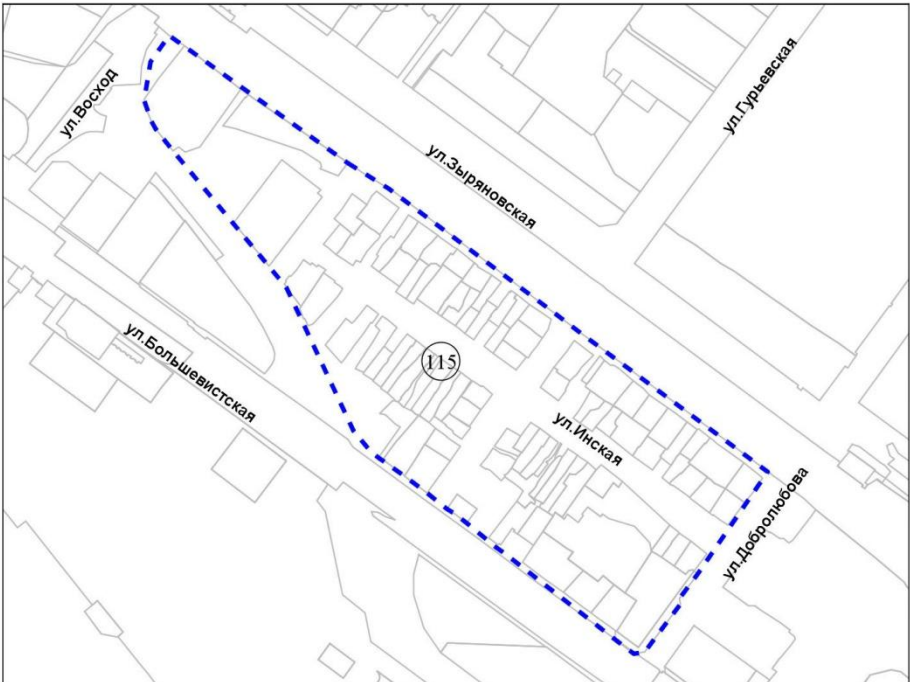 ул.Восход
ул.Гурьевская
ул.Зыряновская
ул.Большевистская
115
ул.Инская
ул.Добролюбова